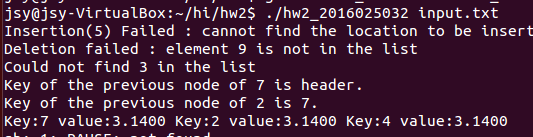 jsy@jsy-VirtualBox:~/hi/hw2$ ./hw2_2016025032 input.txt
Insertion(5) Failed : cannot find the location to be insert
Deletion failed : element 9 is not in the list
Could not find 3 in the list
Key of the previous node of 7 is header.
Key of the previous node of 2 is 7.
Key:7 value:3.1400 Key:2 value:3.1400 Key:4 value:3.1400
sh: 1: PAUSE: not found